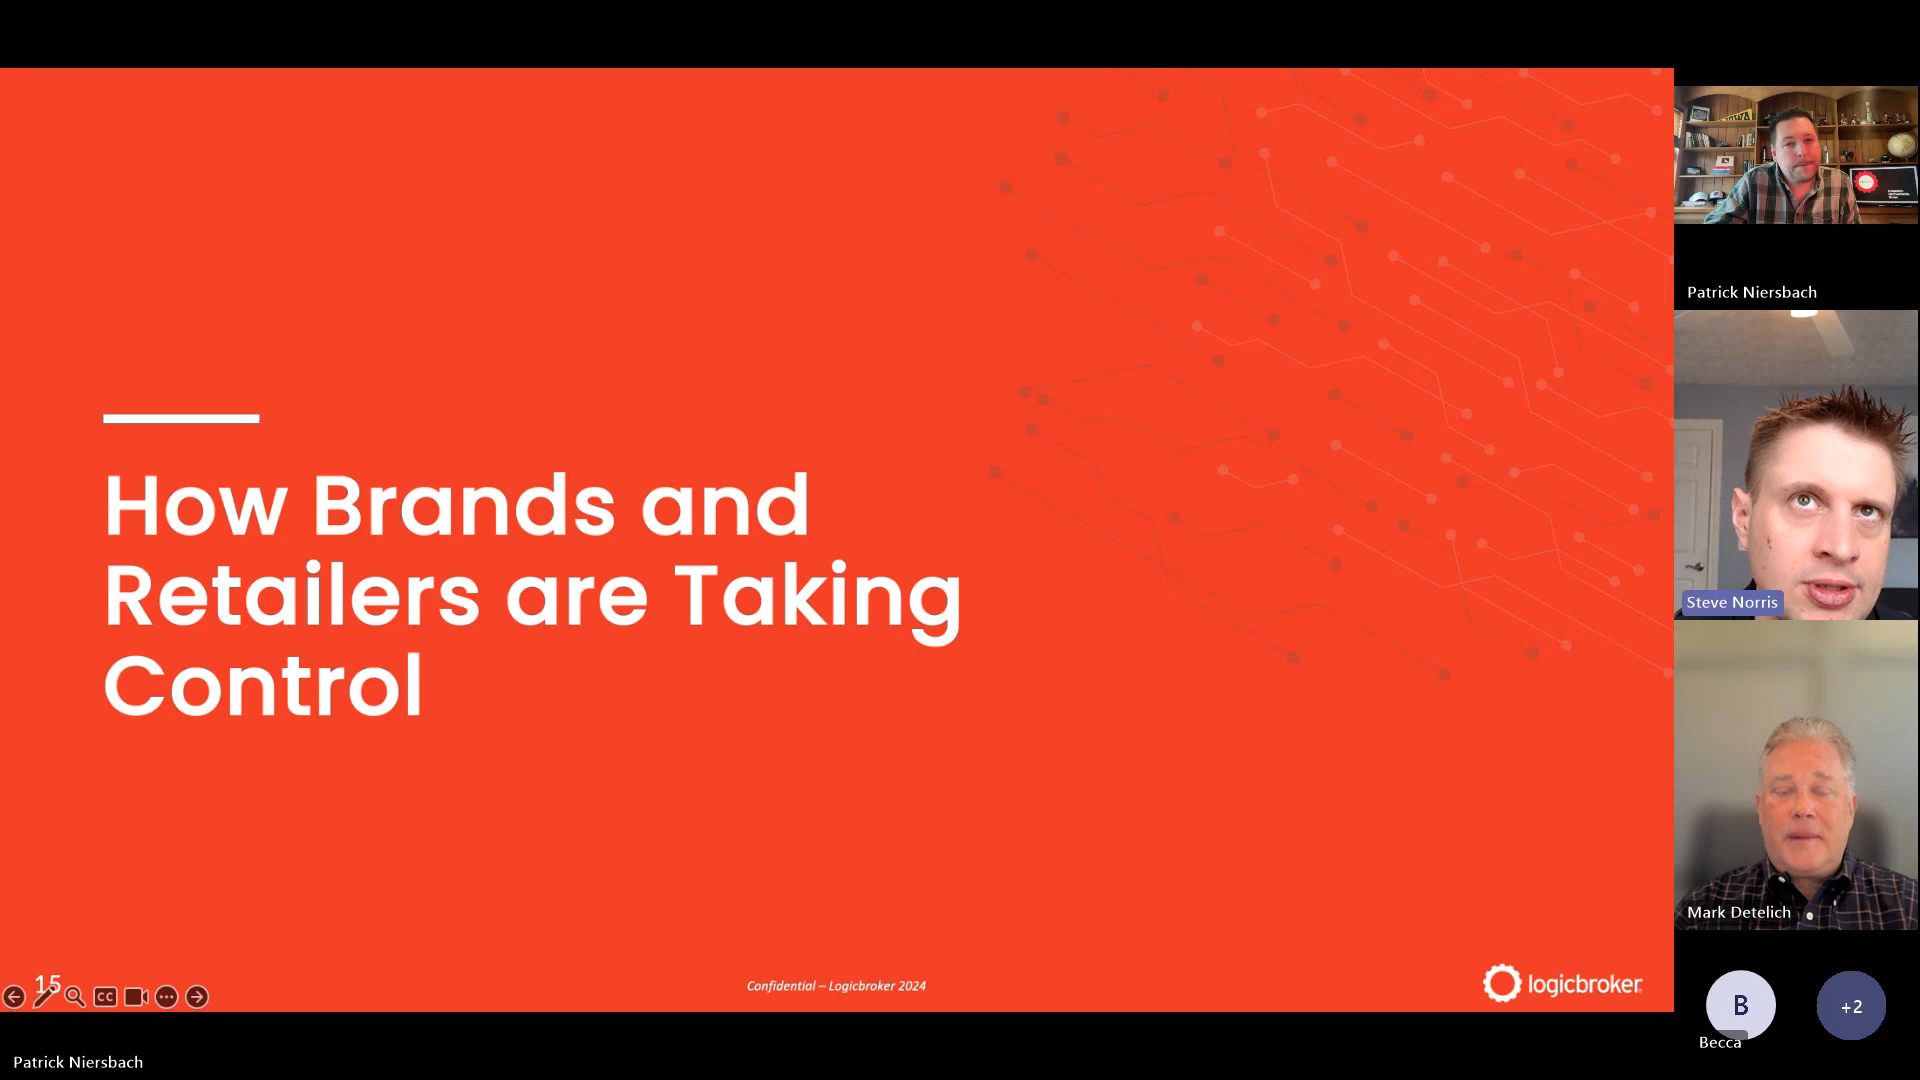 How Brands and
Retailers are Taking
Control
15
CC
Confidential – Logicbroker 2024
logicbroker
Patrick Niersbach
Patrick Niersbach
Steve Norris
Mark Detelich
B
Becca
+2